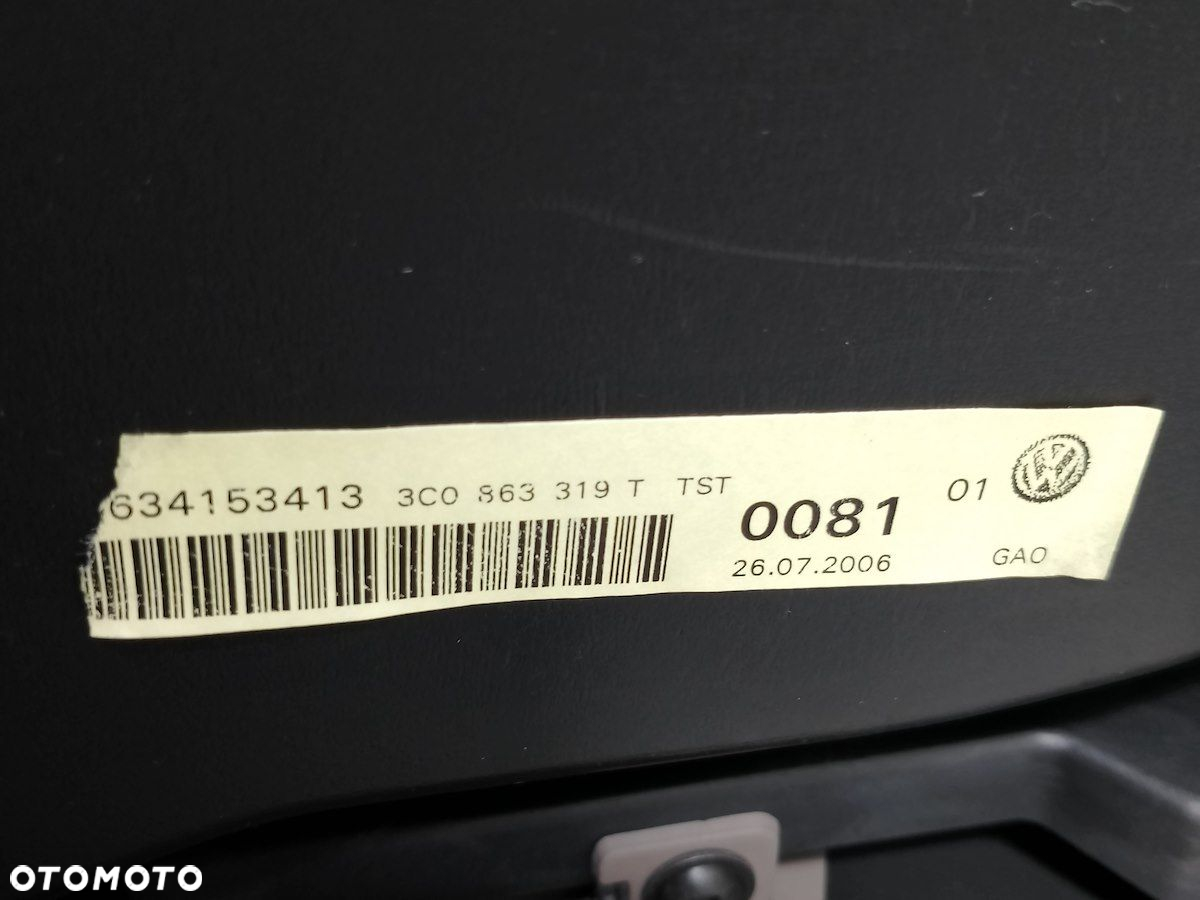 634153413 3C0 863 319 T TST
0081
01
26.07.2006
GAO
OTOMOTO